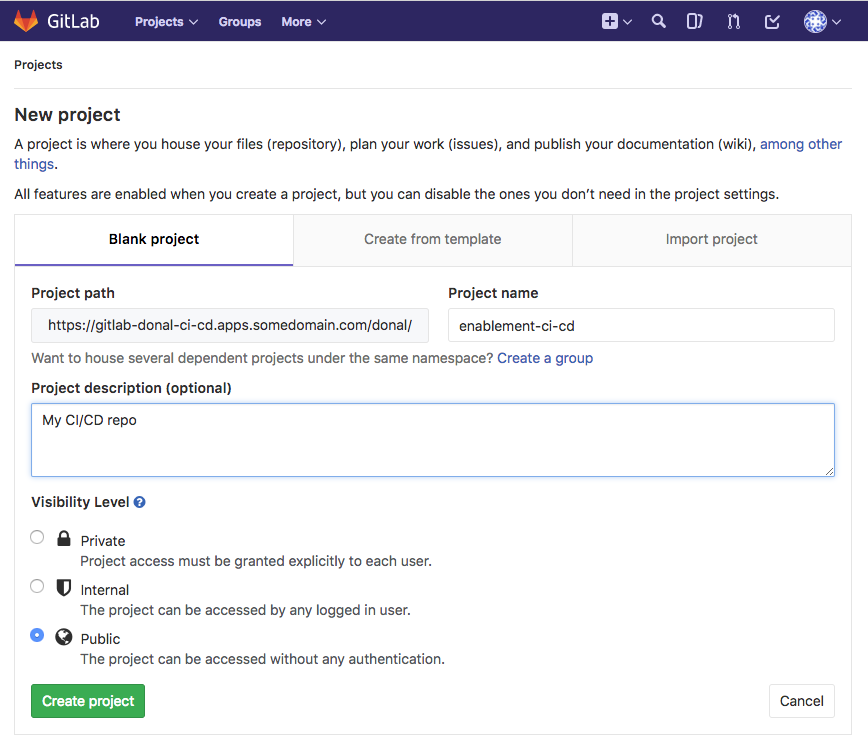 GitLab Projects Groups More
Projects
New project
A project is where you house your files (repository), plan your work (issues), and publish your documentation (wiki), among other
things.
All features are enabled when you create a project, but you can disable the ones you don’t need in the project settings.
Blank project Create from template Import project
Project path Project name
https://gitlab-donal-ci-cd.apps.somedomain.com/donal/ enablement-ci-cd
Want to house several dependent projects under the same namespace? Create a group
Project description (optional)
My CI/CD repo
Visibility Level ?
Private
Project access must be granted explicitly to each user.
Internal
The project can be accessed by any logged in user.
Public
The project can be accessed without any authentication.
Create project Cancel